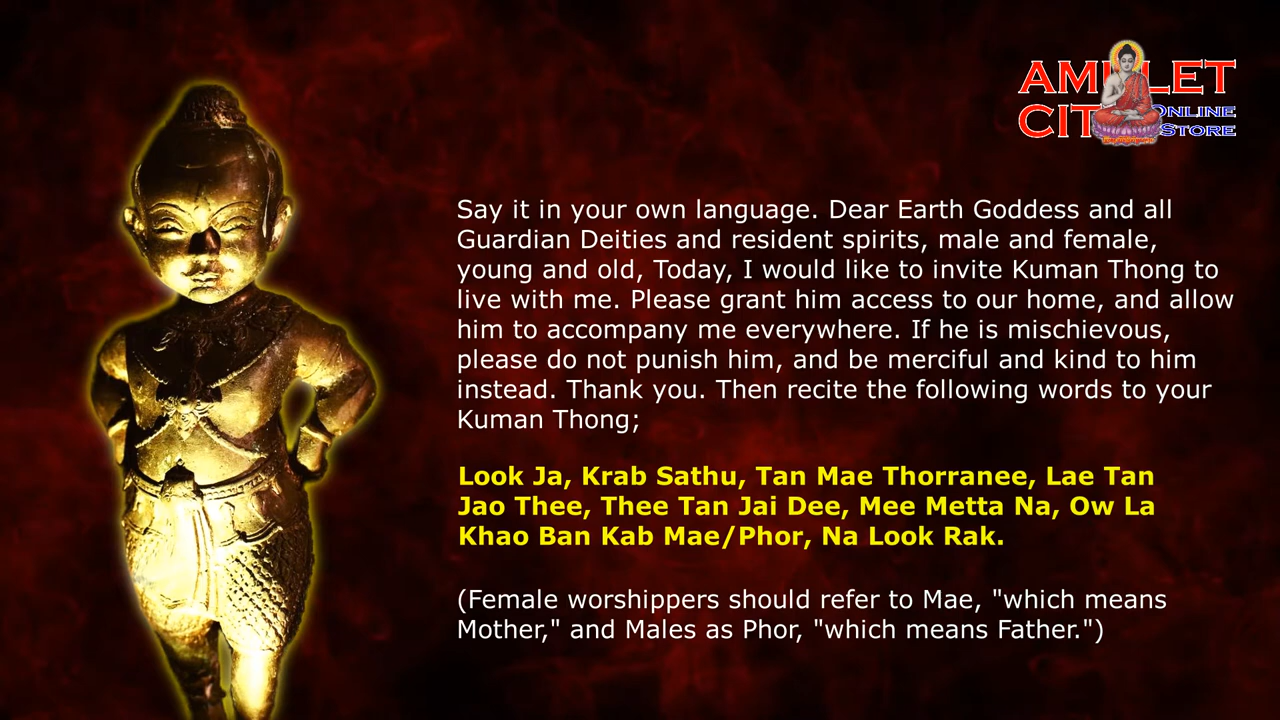 AMULET
CITY ONLINE
STORE
Say it in your own language. Dear Earth Goddess and all
Guardian Deities and resident spirits, male and female,
young and old, Today, I would like to invite Kuman Thong to
live with me. Please grant him access to our home, and allow
him to accompany me everywhere. If he is mischievous,
please do not punish him, and be merciful and kind to him
instead. Thank you. Then recite the following words to your
Kuman Thong;
Look Ja, Krab Sathu, Tan Mae Thorranee, Lae Tan
Jao Thee, Thee Tan Jai Dee, Mee Metta Na, Ow La
Khao Ban Kab Mae/Phor, Na Look Rak.
(Female worshippers should refer to Mae, "which means
Mother," and Males as Phor, "which means Father.")